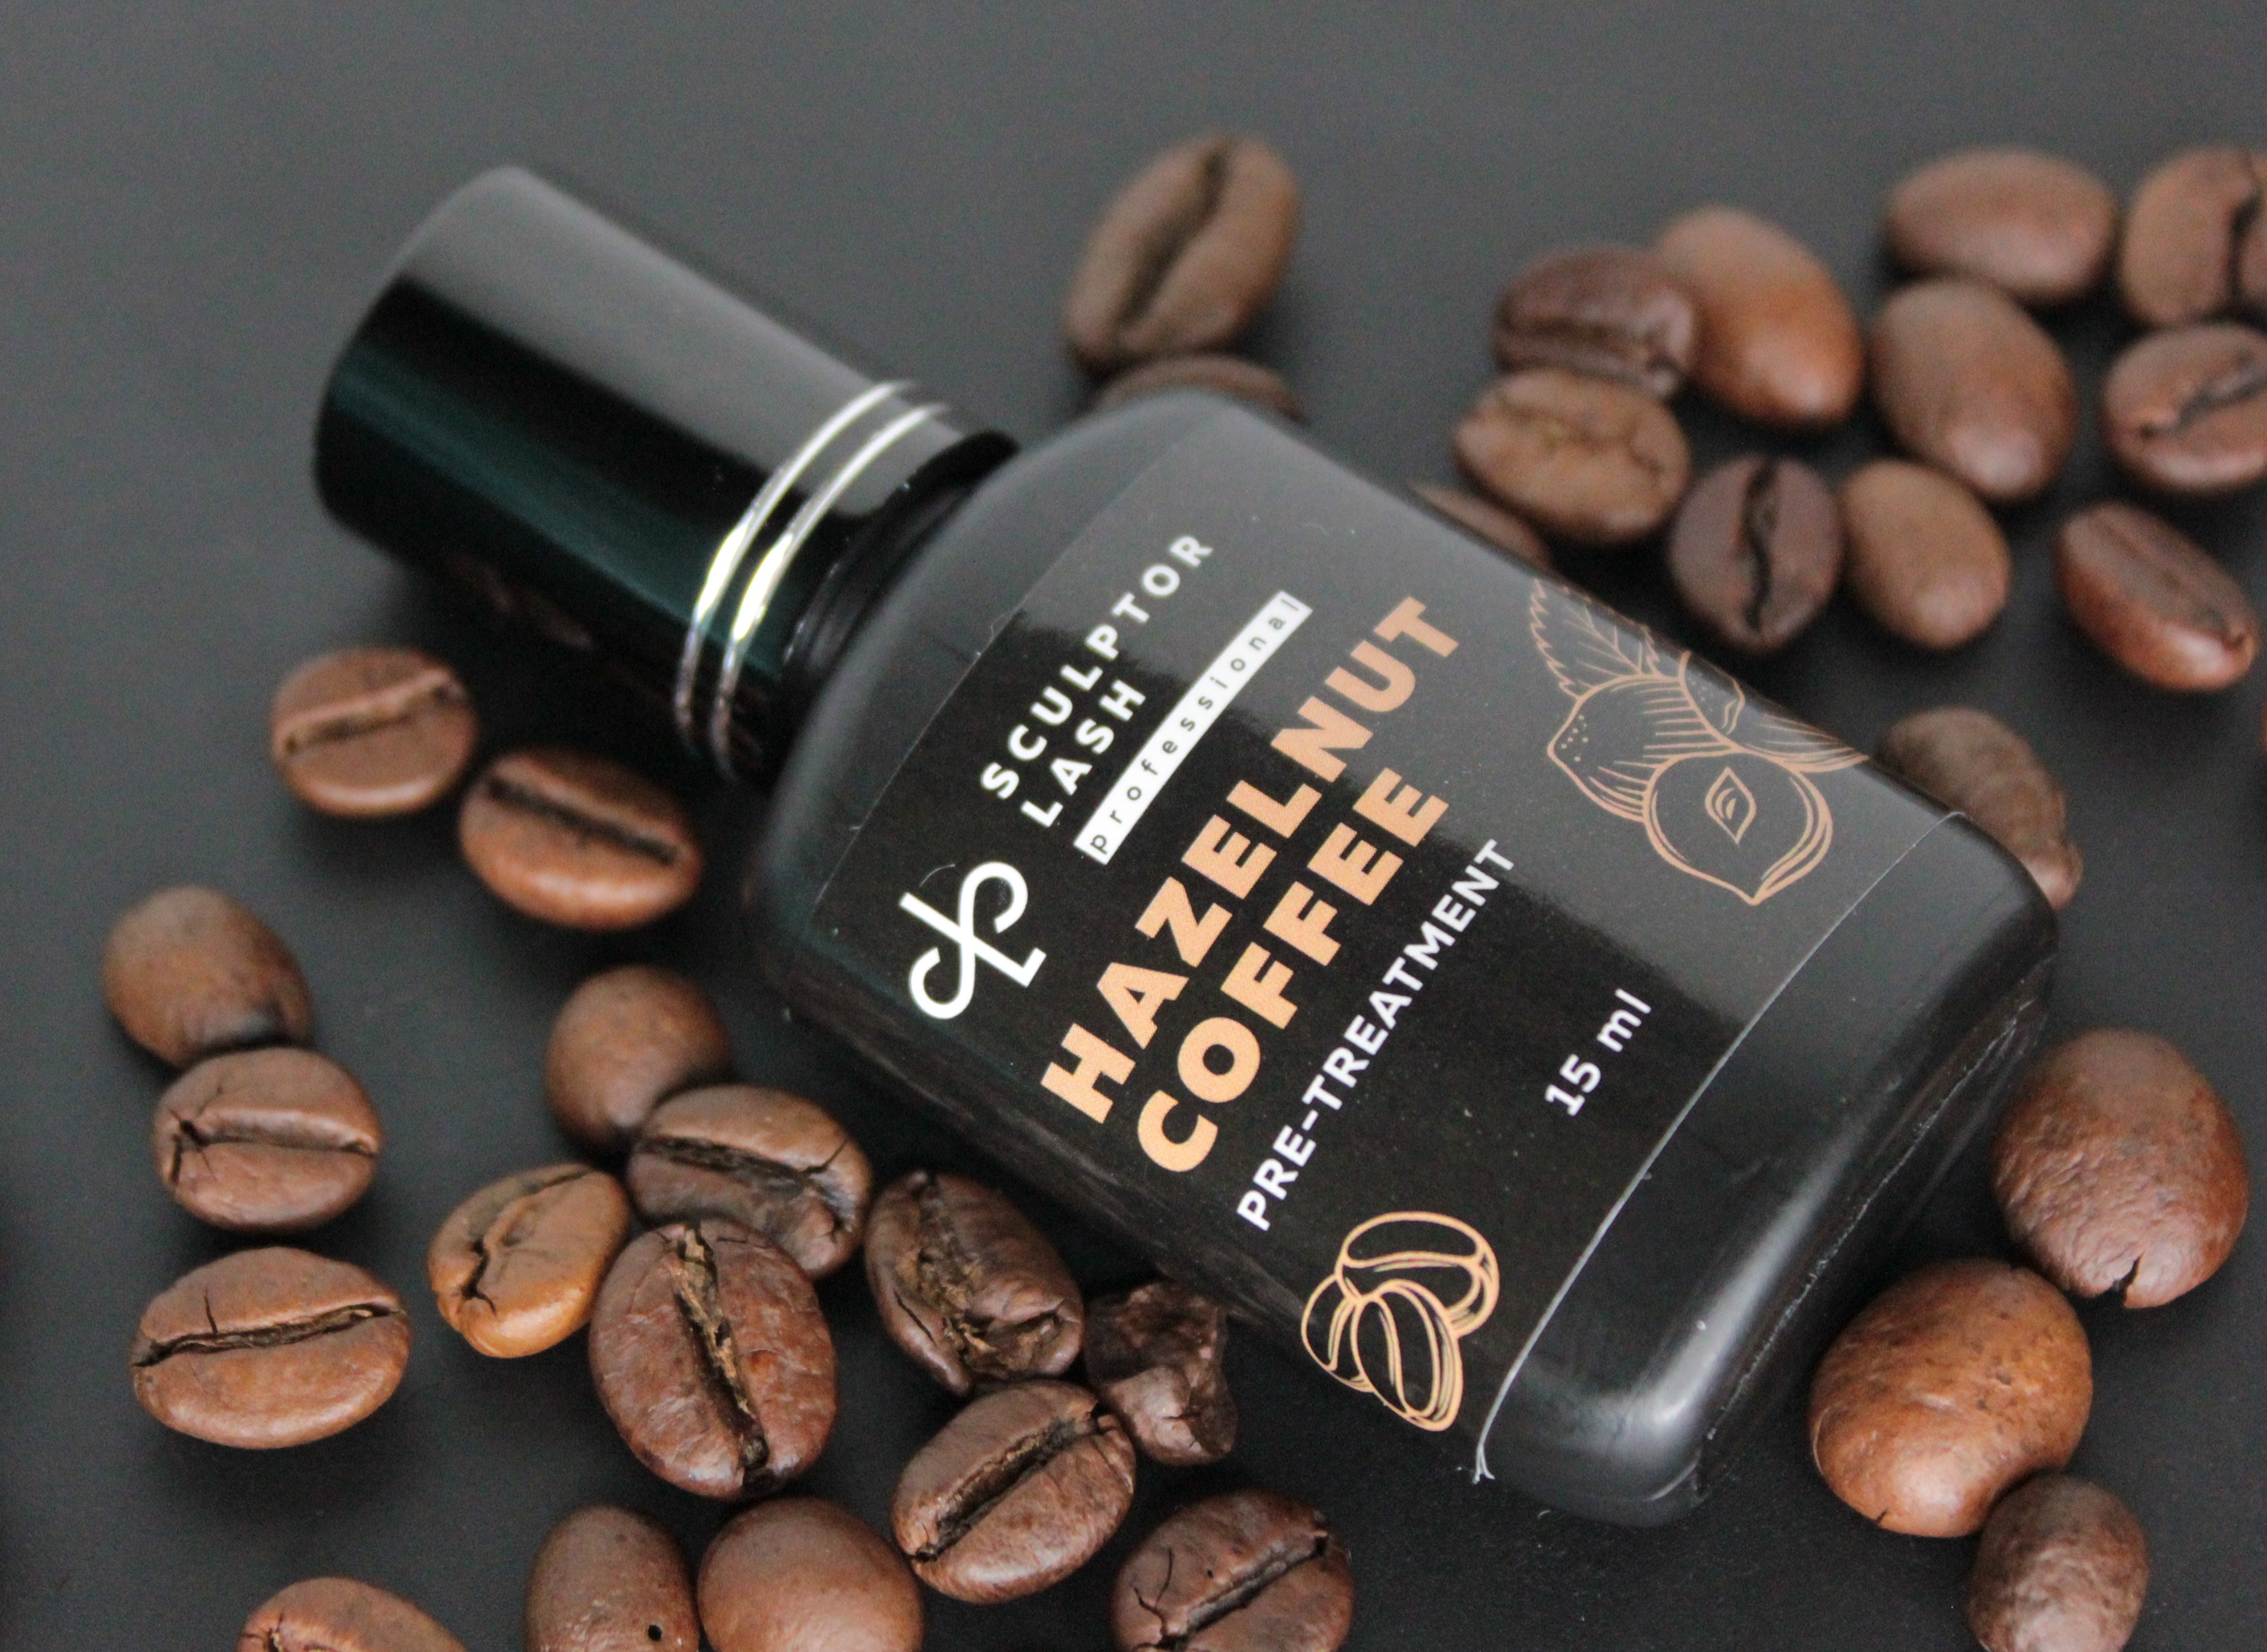 SCULPTOR
LASH
professional
HAZELNUT
COFFEE
PRE-TREATMENT
15 ml